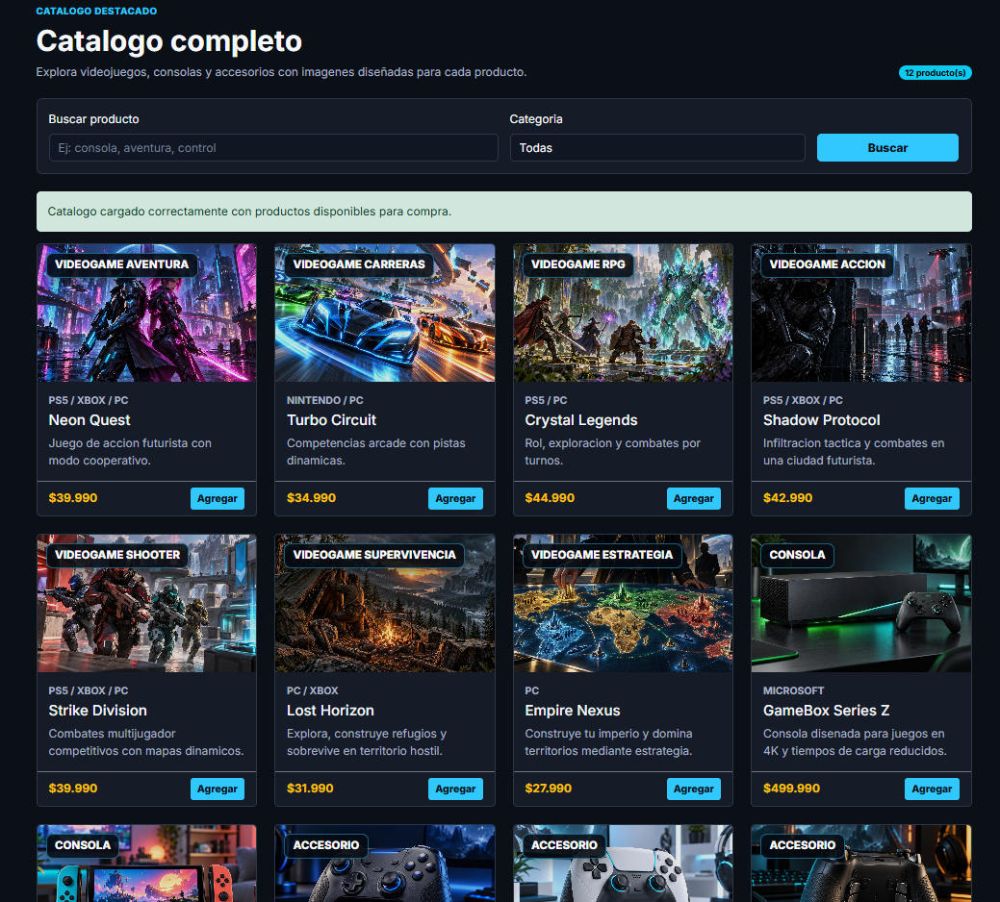 CATALOGO DESTACADO
Catalogo completo
Explora videojuegos, consolas y accesorios con imagenes diseñadas para cada producto.
12 producto(s)
Buscar producto
Categoria
Ej: consola, aventura, control
Todas
Buscar
Catalogo cargado correctamente con productos disponibles para compra.
VIDEOGAME AVENTURA
PS5 / XBOX / PC
Neon Quest
Juego de accion futurista con
modo cooperativo.
$39.990
Agregar
VIDEOGAME CARRERAS
NINTENDO / PC
Turbo Circuit
Competencias arcade con pistas
dinamicas.
$34.990
Agregar
VIDEOGAME RPG
PS5 / PC
Crystal Legends
Rol, exploracion y combates por
turnos.
$44.990
Agregar
VIDEOGAME ACCION
PS5 / XBOX / PC
Shadow Protocol
Infiltracion tactica y combates en
una ciudad futurista.
$42.990
Agregar
VIDEOGAME SHOOTER
PS5 / XBOX / PC
Strike Division
Combates multijugador
competitivos con mapas dinamicos.
$39.990
Agregar
VIDEOGAME SUPERVIVENCIA
PC / XBOX
Lost Horizon
Explora, construye refugios y
sobrevive en territorio hostil.
$31.990
Agregar
VIDEOGAME ESTRATEGIA
PC
Empire Nexus
Construye tu imperio y domina
territorios mediante estrategia.
$27.990
Agregar
CONSOLA
MICROSOFT
GameBox Series Z
Consola disenada para juegos en
4K y tiempos de carga reducidos.
$499.990
Agregar
CONSOLA
ACCESORIO
ACCESORIO
ACCESORIO